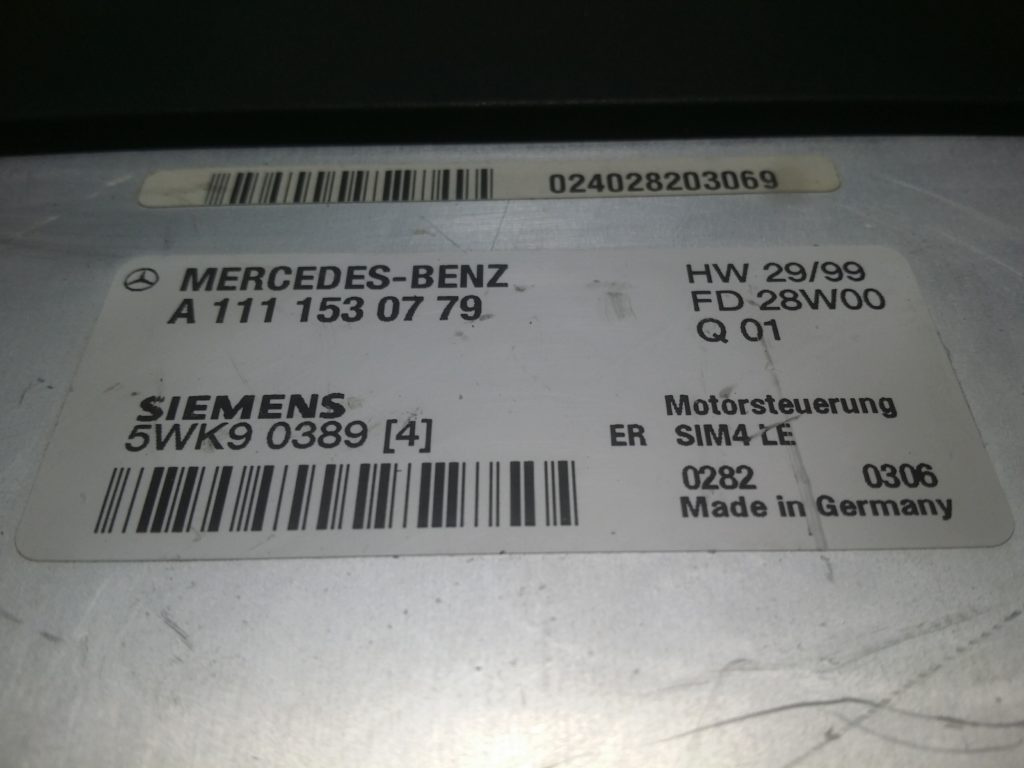 024028203069
MERCEDES-BENZ
A 111 153 07 79
HW 29/99
FD 28W00
Q 01
SIEMENS
5WK9 0389 [4]
Motorsteuerung
ER SIM4 LE
0282 0306
Made in Germany